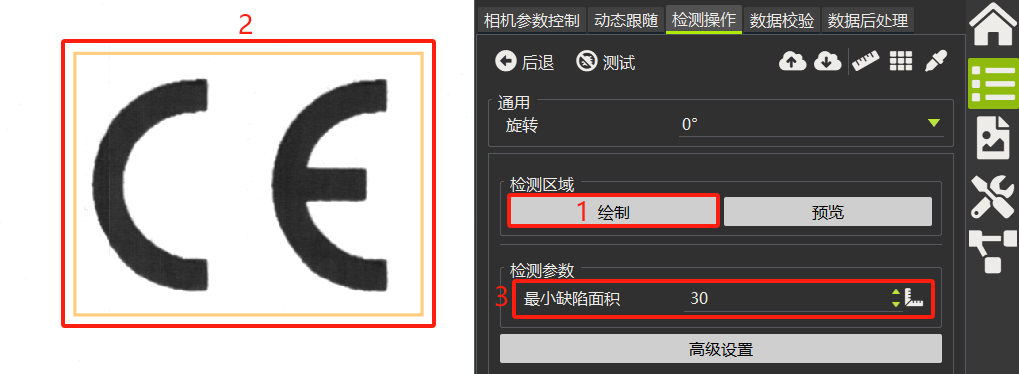 2
CE
相机参数控制 动态跟随 检测操作 数据校验 数据后处理
后退 测试
通用
旋转 0°
检测区域
1 绘制 预览
检测参数
3 最小缺陷面积 30
高级设置